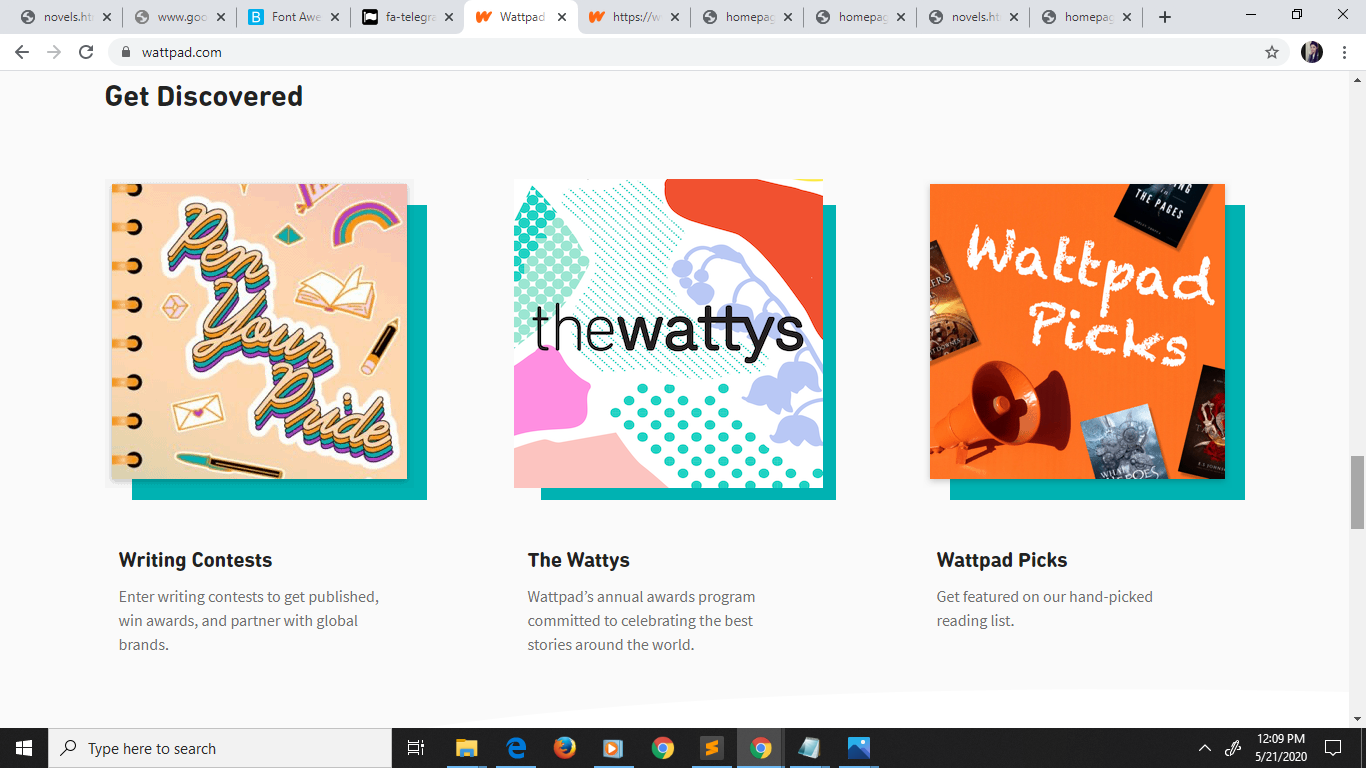 novels.ht
www.goo
Font Awe
fa-telegra
Wattpad
https://w
homepag
homepag
novels.ht
homepag
wattpad.com
Get Discovered
Pen
Your
Pride
thewattys
THE PAGES
Wattpad
Picks
Writing Contests
Enter writing contests to get published,
win awards, and partner with global
brands.
The Wattys
Wattpad’s annual awards program
committed to celebrating the best
stories around the world.
Wattpad Picks
Get featured on our hand-picked
reading list.
Type here to search
12:09 PM
5/21/2020